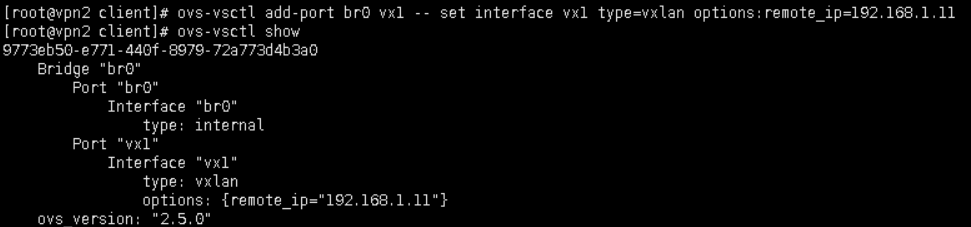 [root@vpn2 client]# ovs-vsctl add-port br0 vx1 -- set interface vx1 type=vxlan options:remote_ip=192.168.1.11
[root@vpn2 client]# ovs-vsctl show
9773eb50-e771-440f-8979-72a773d4b3a0
    Bridge "br0"
        Port "br0"
            Interface "br0"
                type: internal
        Port "vx1"
            Interface "vx1"
                type: vxlan
                options: {remote_ip="192.168.1.11"}
    ovs_version: "2.5.0"